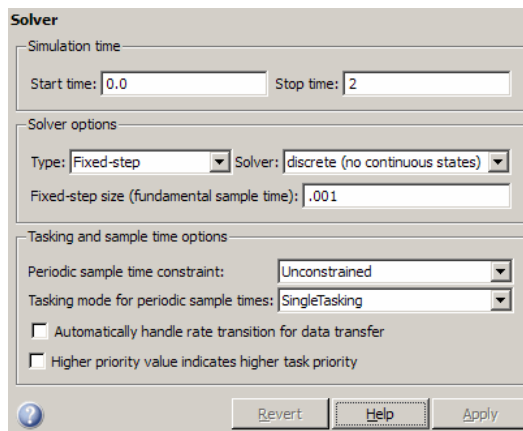 Solver
Simulation time
Start time: 0.0 Stop time: 2
Solver options
Type: Fixed-step Solver: discrete (no continuous states)
Fixed-step size (fundamental sample time): .001
Tasking and sample time options
Periodic sample time constraint: Unconstrained
Tasking mode for periodic sample times: SingleTasking
Automatically handle rate transition for data transfer
Higher priority value indicates higher task priority
? Revert Help Apply